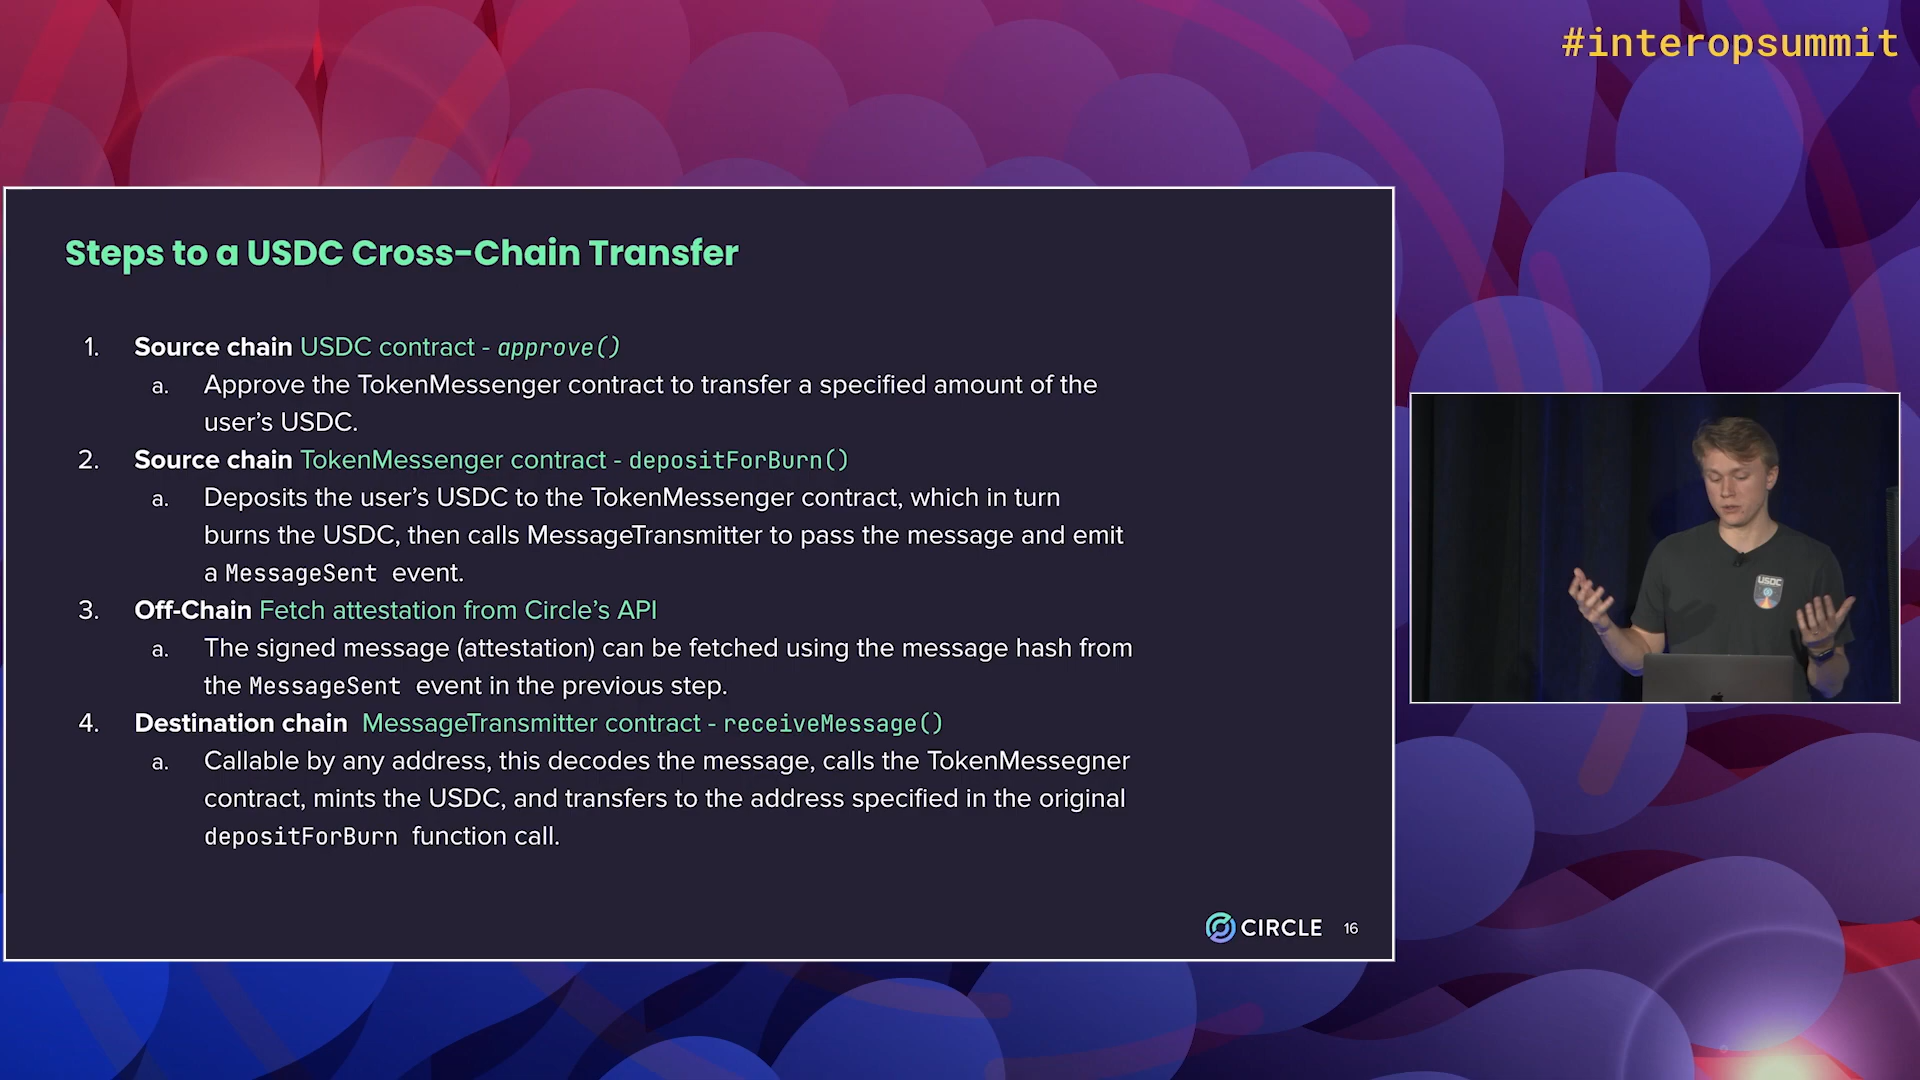 #interopsummit
Steps to a USDC Cross-Chain Transfer
1. Source chain USDC contract - approve()
a. Approve the TokenMessenger contract to transfer a specified amount of the
user's USDC.
2. Source chain TokenMessenger contract - depositForBurn()
a. Deposits the user's USDC to the TokenMessenger contract, which in turn
burns the USDC, then calls MessageTransmitter to pass the message and emit
a MessageSent event.
3. Off-Chain Fetch attestation from Circle's API
a. The signed message (attestation) can be fetched using the message hash from
the MessageSent event in the previous step.
4. Destination chain MessageTransmitter contract - receiveMessage()
a. Callable by any address, this decodes the message, calls the TokenMessegner
contract, mints the USDC, and transfers to the address specified in the original
depositForBurn function call.
CIRCLE 16
USDC